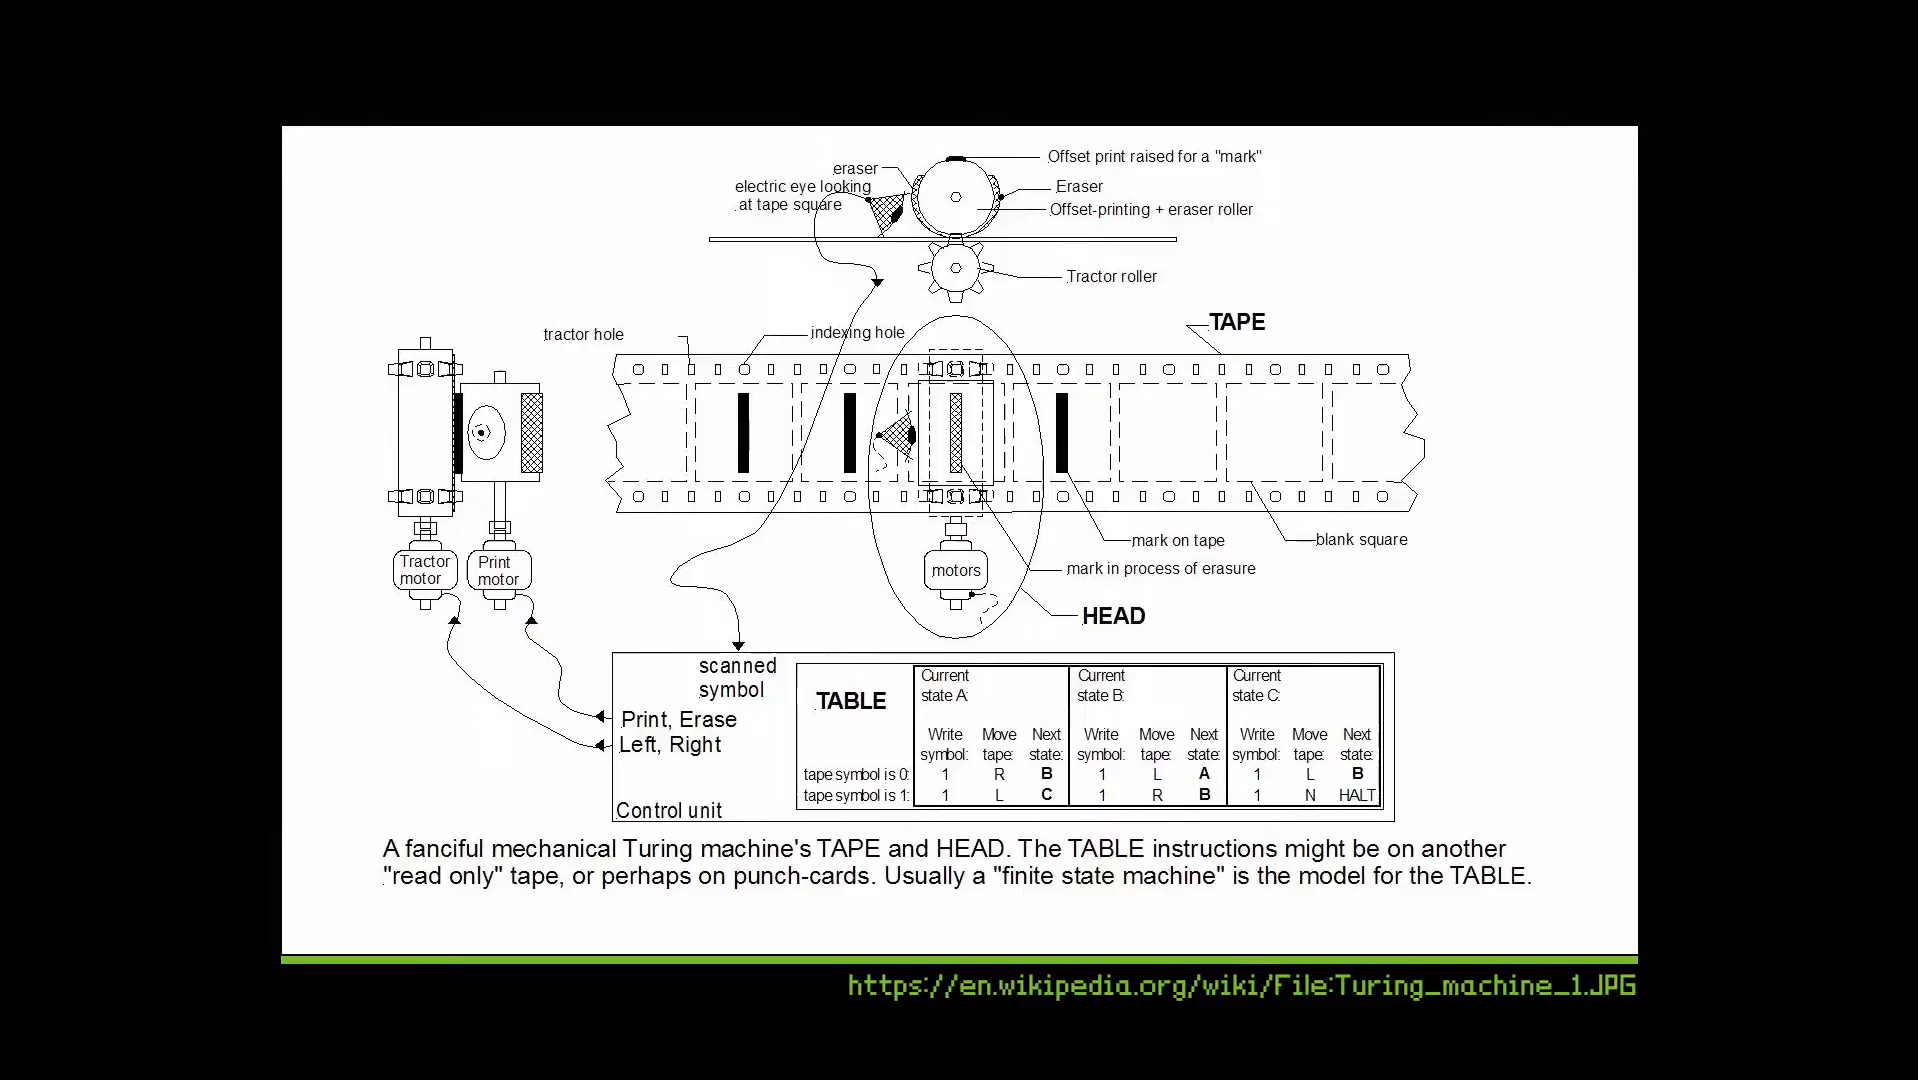 Offset print raised for a "mark"
eraser
electric eye looking
at tape square
Eraser
Offset-printing + eraser roller
Tractor roller
TAPE
tractor hole
indexing hole
mark on tape
blank square
Tractor
motor
Print
motor
motors
mark in process of erasure
HEAD
scanned
symbol
Print, Erase
Left, Right
Control unit
TABLE
Current
state A:
Current
state B:
Current
state C:
Write Move Next Write Move Next Write Move Next
symbol: tape: state: symbol: tape: state: symbol: tape: state:
tape symbol is 0: 1 R B 1 L A 1 L B
tape symbol is 1: 1 L C 1 R B 1 N HALT
A fanciful mechanical Turing machine's TAPE and HEAD. The TABLE instructions might be on another
"read only" tape, or perhaps on punch-cards. Usually a "finite state machine" is the model for the TABLE.
https://en.wikipedia.org/wiki/File:Turing_machine_1.JPG